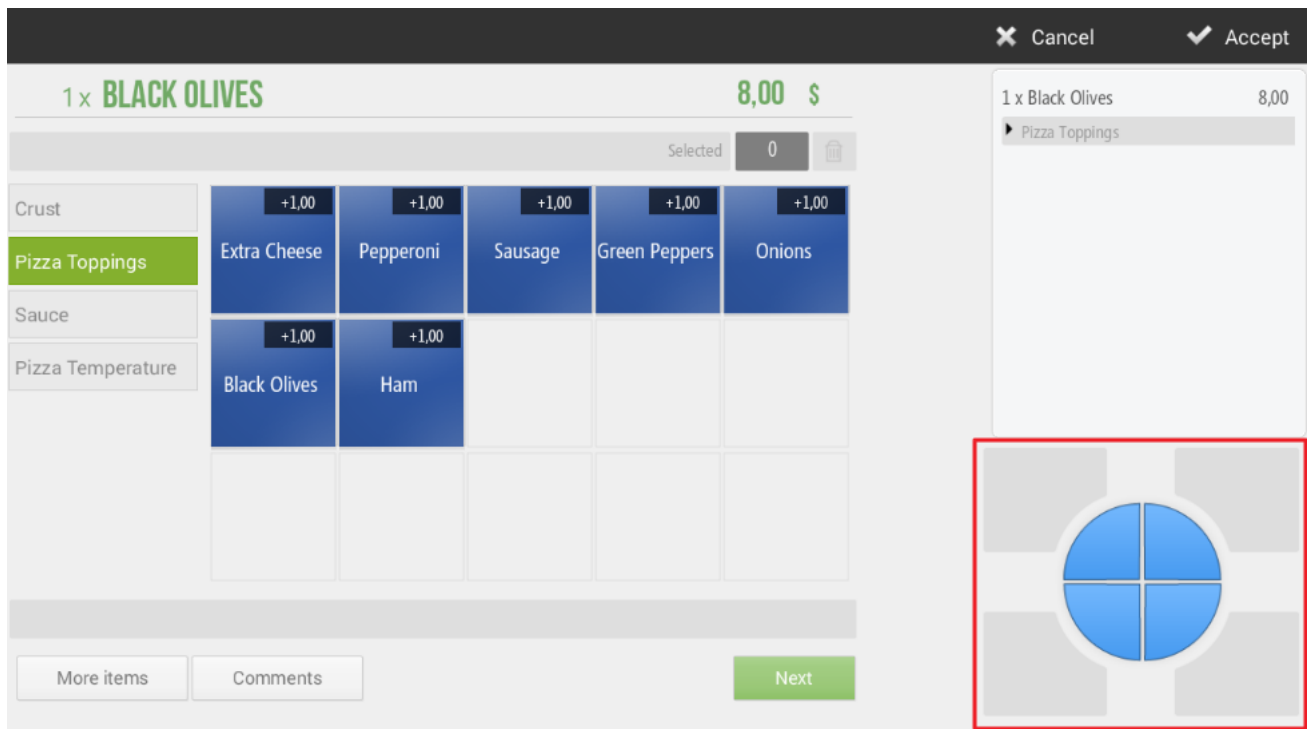 Cancel Accept
1 x BLACK OLIVES 8,00 $
1 x Black Olives 8,00
Pizza Toppings
Selected 0
Crust
Pizza Toppings
Sauce
Pizza Temperature
+1,00 +1,00 +1,00 +1,00 +1,00
Extra Cheese Pepperoni Sausage Green Peppers Onions
+1,00 +1,00
Black Olives Ham
More items Comments Next